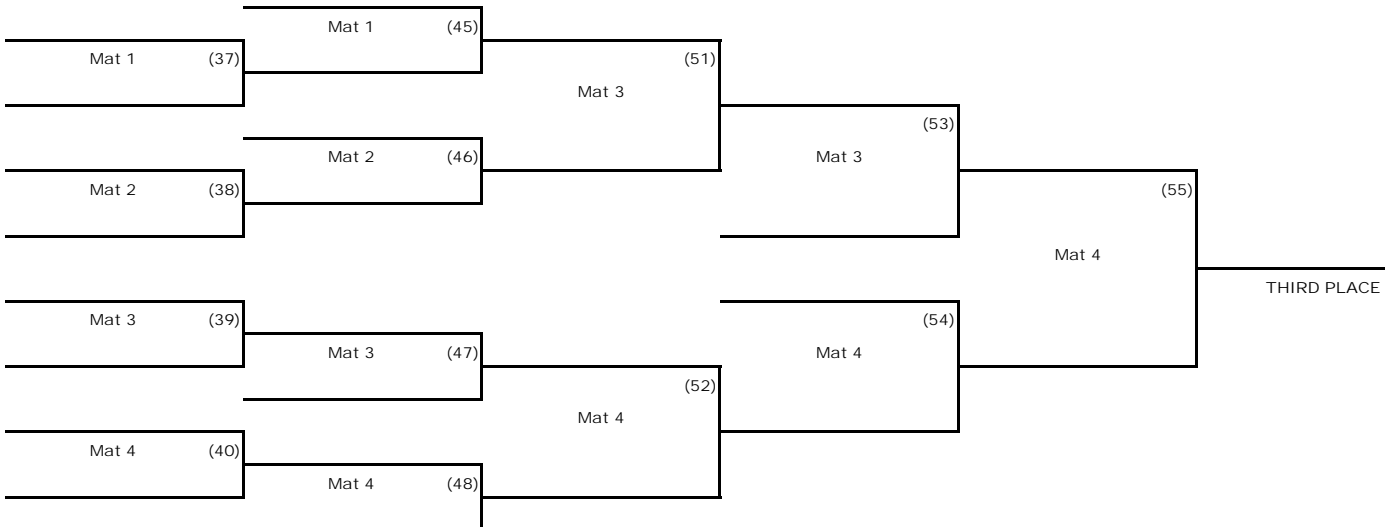 Mat 1 (45)
Mat 1 (37)
(51)
Mat 3
(53)
Mat 2 (46)
Mat 3
Mat 2 (38)
(55)
Mat 4
THIRD PLACE
Mat 3 (39)
(54)
Mat 3 (47)
Mat 4
(52)
Mat 4
Mat 4 (40)
Mat 4 (48)